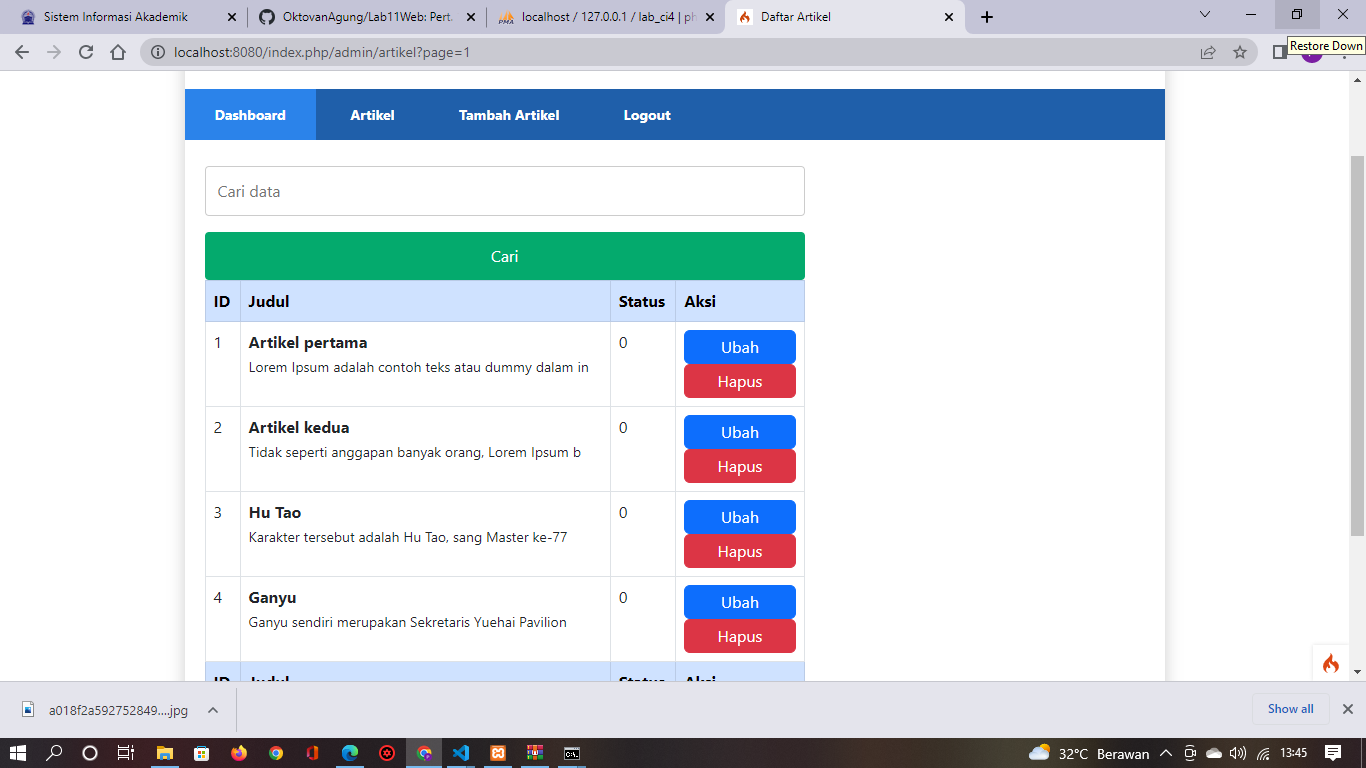 Sistem Informasi Akademik
OktovanAgung/Lab11Web: Pert
localhost / 127.0.0.1 / lab_ci4 | ph
Daftar Artikel
Restore Down
localhost:8080/index.php/admin/artikel?page=1
Dashboard Artikel Tambah Artikel Logout
Cari data
Cari
ID Judul Status Aksi
1 Artikel pertama 0 Ubah
Lorem Ipsum adalah contoh teks atau dummy dalam in
Hapus
2 Artikel kedua 0 Ubah
Tidak seperti anggapan banyak orang, Lorem Ipsum b
Hapus
3 Hu Tao 0 Ubah
Karakter tersebut adalah Hu Tao, sang Master ke-77
Hapus
4 Ganyu 0 Ubah
Ganyu sendiri merupakan Sekretaris Yuehai Pavilion
Hapus
ID Judul Status Aksi
a018f2a592752849....jpg
Show all
32°C Berawan
13:45